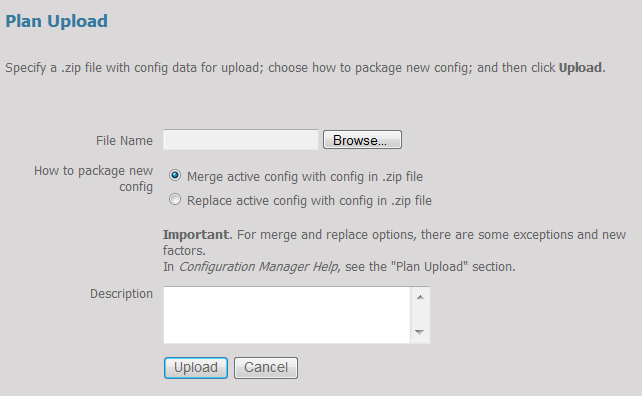 Plan Upload
Specify a .zip file with config data for upload; choose how to package new config; and then click Upload.
File Name
Browse...
How to package new
config
Merge active config with config in .zip file
Replace active config with config in .zip file
Important. For merge and replace options, there are some exceptions and new
factors.
In Configuration Manager Help, see the "Plan Upload" section.
Description
Upload
Cancel